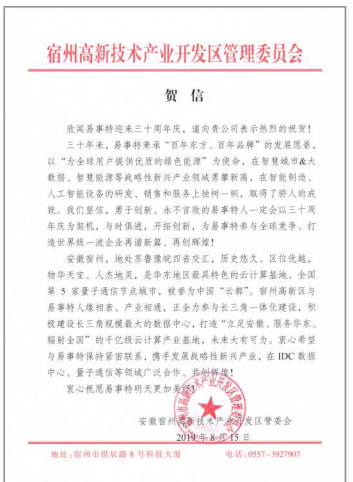 宿州高新技术产业开发区管理委员会
贺 信
欣闻易事特迎来三十周年庆，谨向贵公司表示热烈的祝贺！
三十年来，易事特秉承“百年东方、百年品牌”的发展愿景，
以“为全球用户提供优质的绿色能源”为使命，在智慧城市&大
数据、智慧能源等战略性新兴产业领域勇攀新高，在智能制造、
人工智能设备的研发、销售和服务上独树一帜，取得了骄人的成
就。我们坚信，勇于创新、永不言败的易事特人一定会以三十周
年庆为契机，与时俱进，开拓创新，为易事特参与全球竞争、打
造世界级一流企业再谱新篇、再创辉煌！
安徽宿州，地处苏鲁豫皖四省交汇，历史悠久、区位优越，
物华天宝、人杰地灵，是华东地区最具特色的云计算基地、全国
第 5 家量子通信节点城市，被誉为中国“云都”。宿州高新区与
易事特人缘相亲、产业相通，正全力参与长三角一体化建设，积
极建设长三角规模最大的数据中心，打造“立足安徽、服务华东、
辐射全国”的千亿级云计算产业基地，未来大有可为。衷心希望
与易事特保持紧密联系，携手发展战略性新兴产业，在 IDC 数据
中心、量子通信等领域广泛合作、共创辉煌！
衷心祝愿易事特明天更加美好！
安徽宿州高新技术产业开发区管委会
2019 年 8 月 15 日
地址：宿州市拱辰路 8 号科技大厦 电话：0557-3927907